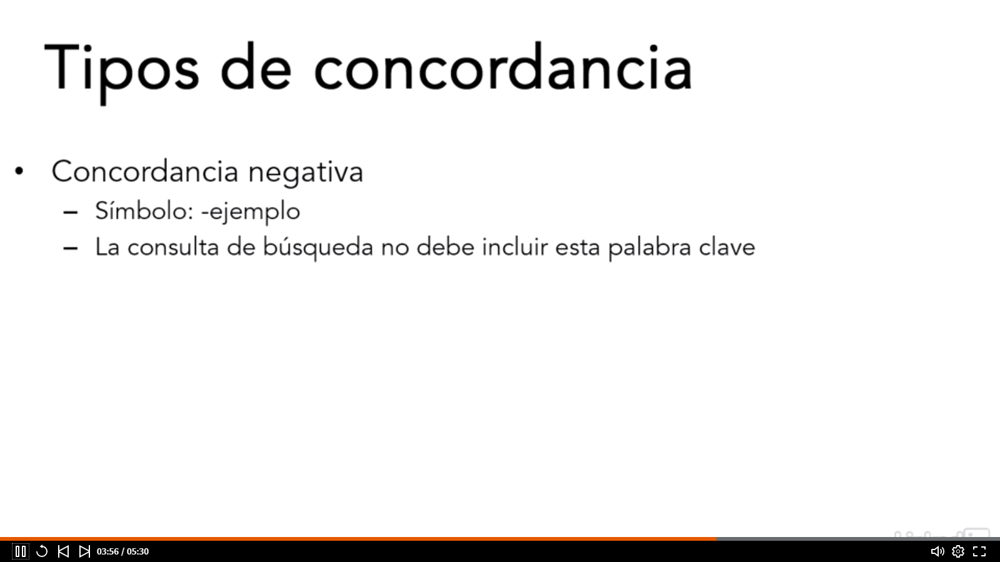 Tipos de concordancia
• Concordancia negativa
– Símbolo: -ejemplo
– La consulta de búsqueda no debe incluir esta palabra clave
03:56 / 05:30